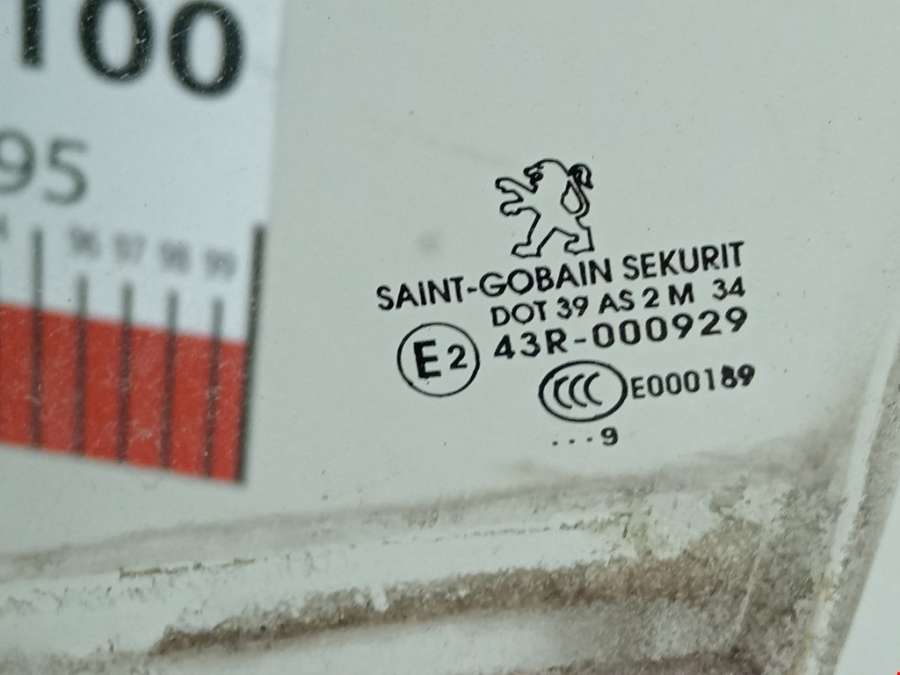 100
95
96 97 98 99
SAINT-GOBAIN SEKURIT
DOT 39 AS 2 M 34
E2 43R-000929
CCC E000189
...9